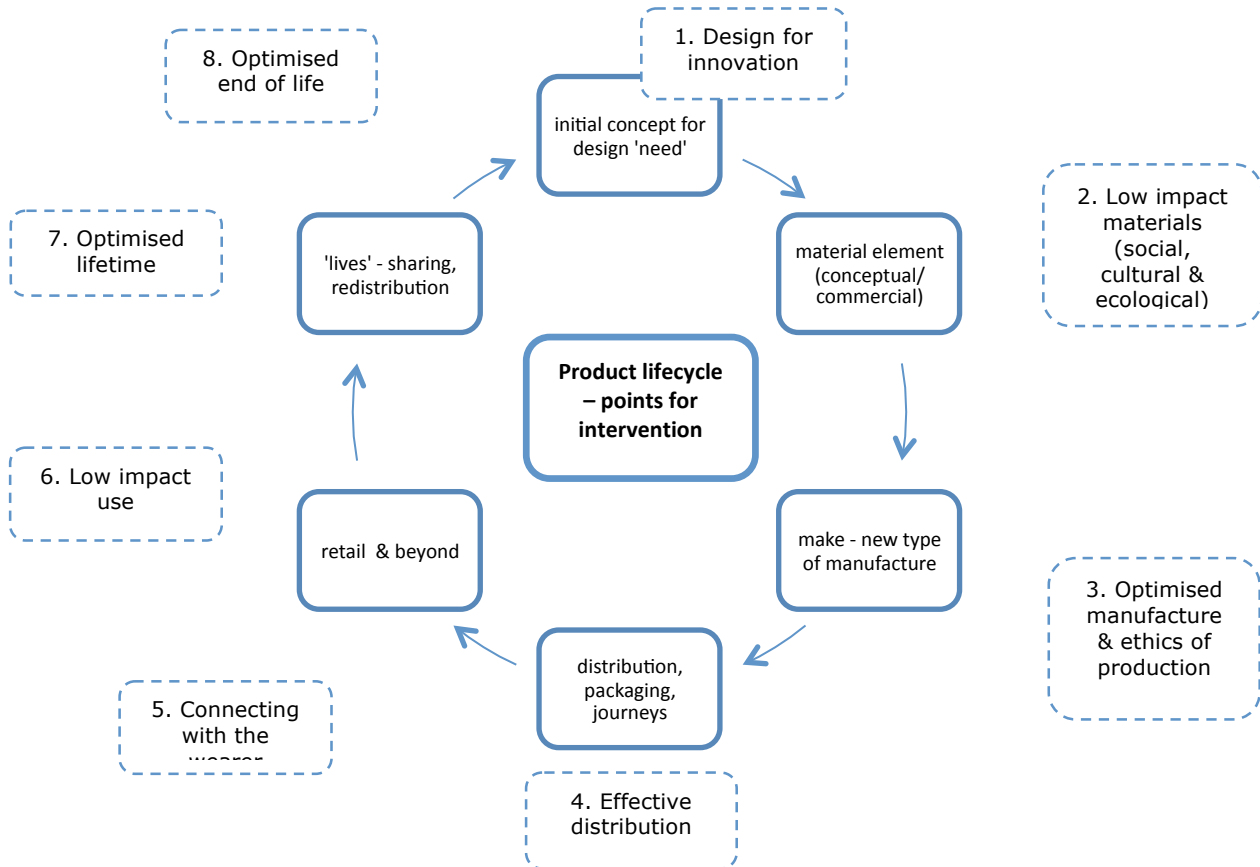 1. Design for
innovation
initial concept for
design 'need'
2. Low impact
materials
(social,
cultural &
ecological)
material element
(conceptual/
commercial)
3. Optimised
manufacture
& ethics of
production
make - new type
of manufacture
4. Effective
distribution
distribution,
packaging,
journeys
5. Connecting
with the
wearer
6. Low impact
use
retail & beyond
7. Optimised
lifetime
'lives' - sharing,
redistribution
8. Optimised
end of life
Product lifecycle
– points for
intervention